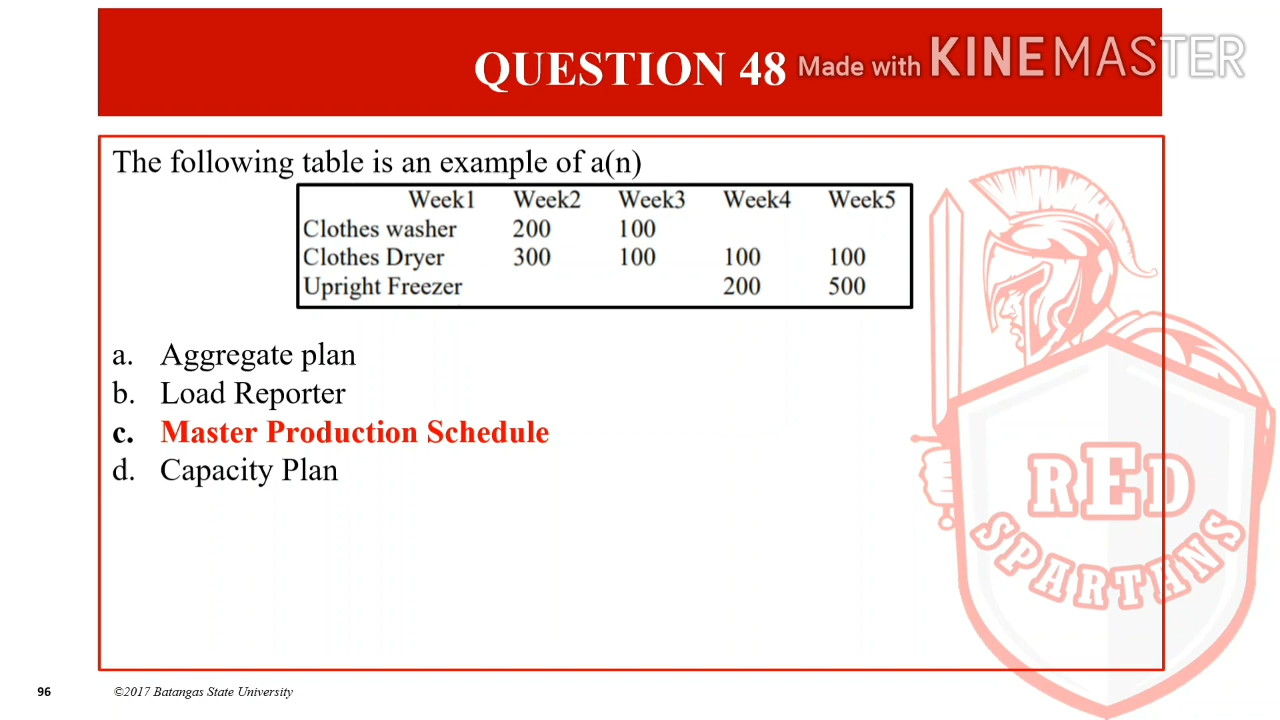 QUESTION 48
Made with KINEMASTER
The following table is an example of a(n)
Week1 Week2 Week3 Week4 Week5
Clothes washer 200 100
Clothes Dryer 300 100 100 100
Upright Freezer 200 500
a. Aggregate plan
b. Load Reporter
c. Master Production Schedule
d. Capacity Plan
RED
SPARTANS
96 ©2017 Batangas State University